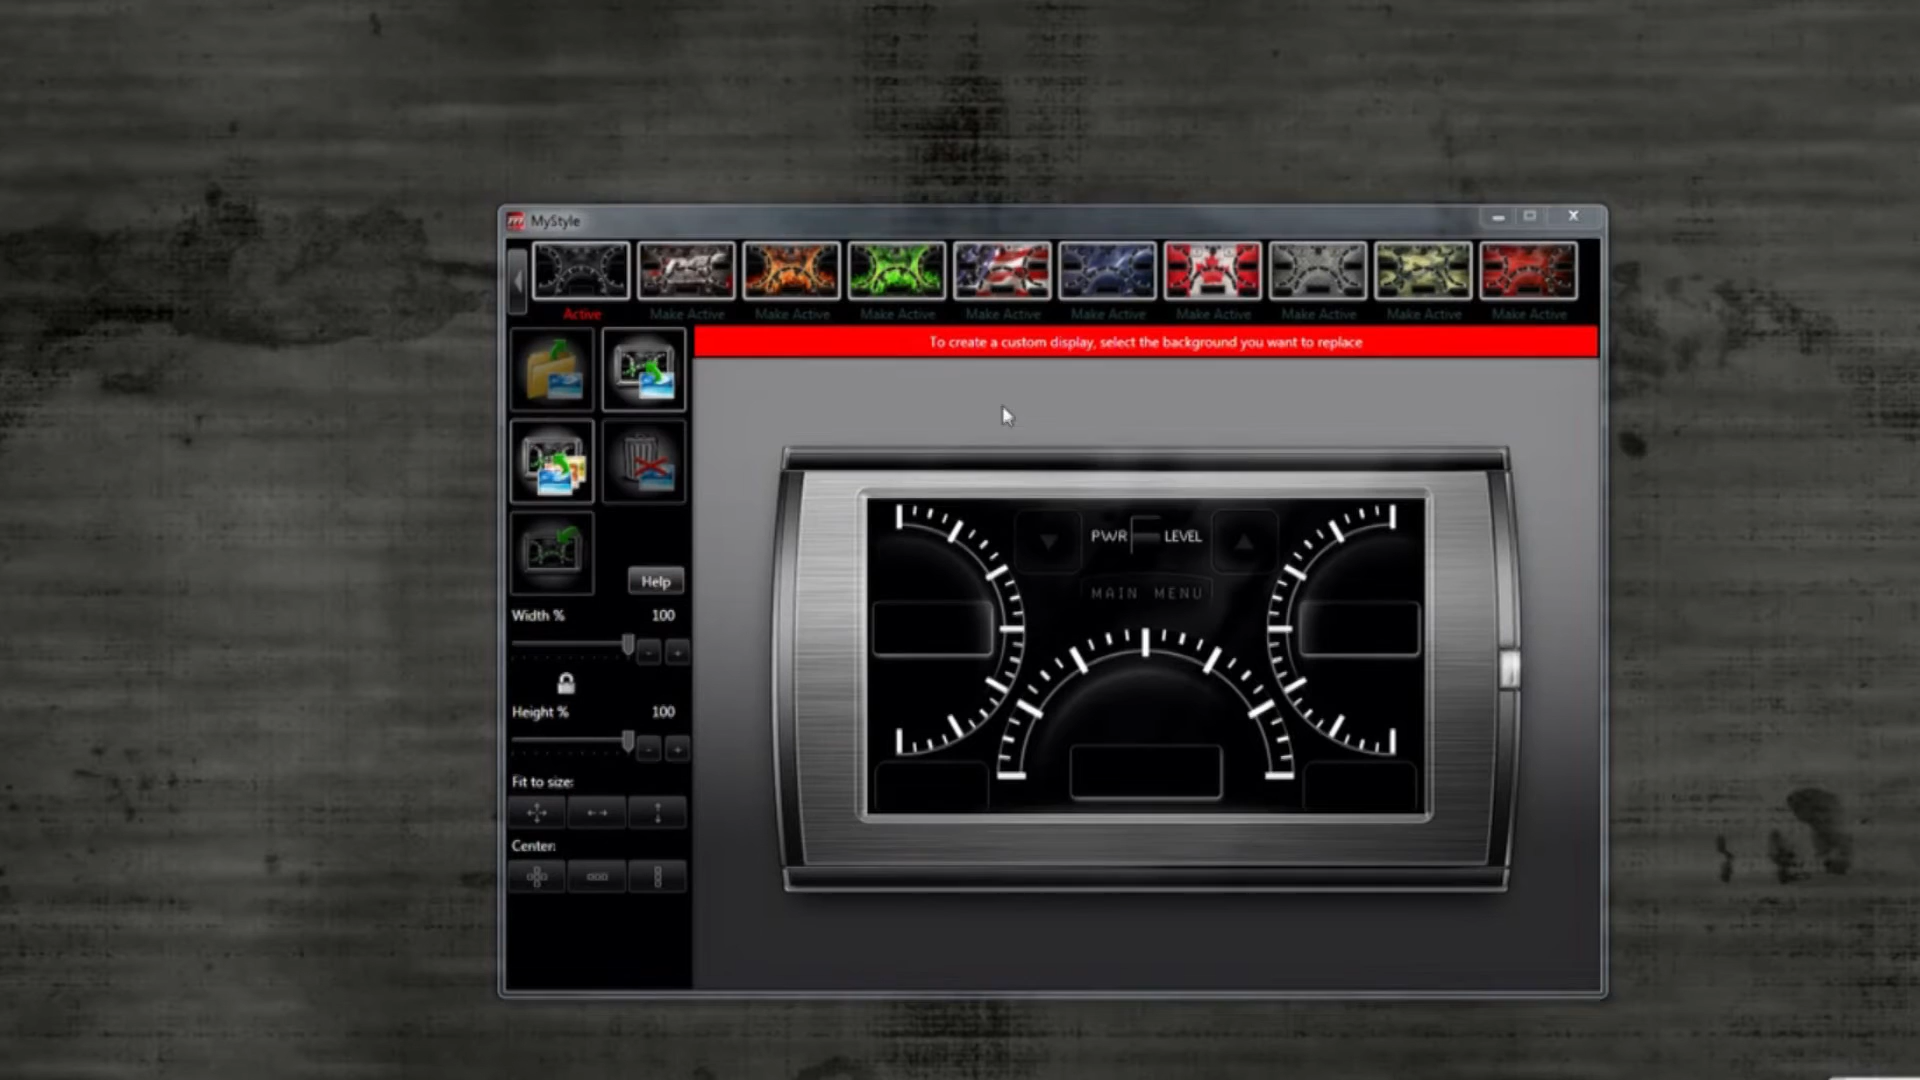 MyStyle
Active
Make Active
Make Active
Make Active
Make Active
Make Active
Make Active
Make Active
Make Active
Make Active
To create a custom display, select the background you want to replace
Help
Width % 100
- +
Height % 100
- +
Fit to size:
Center:
PWR LEVEL
MAIN MENU